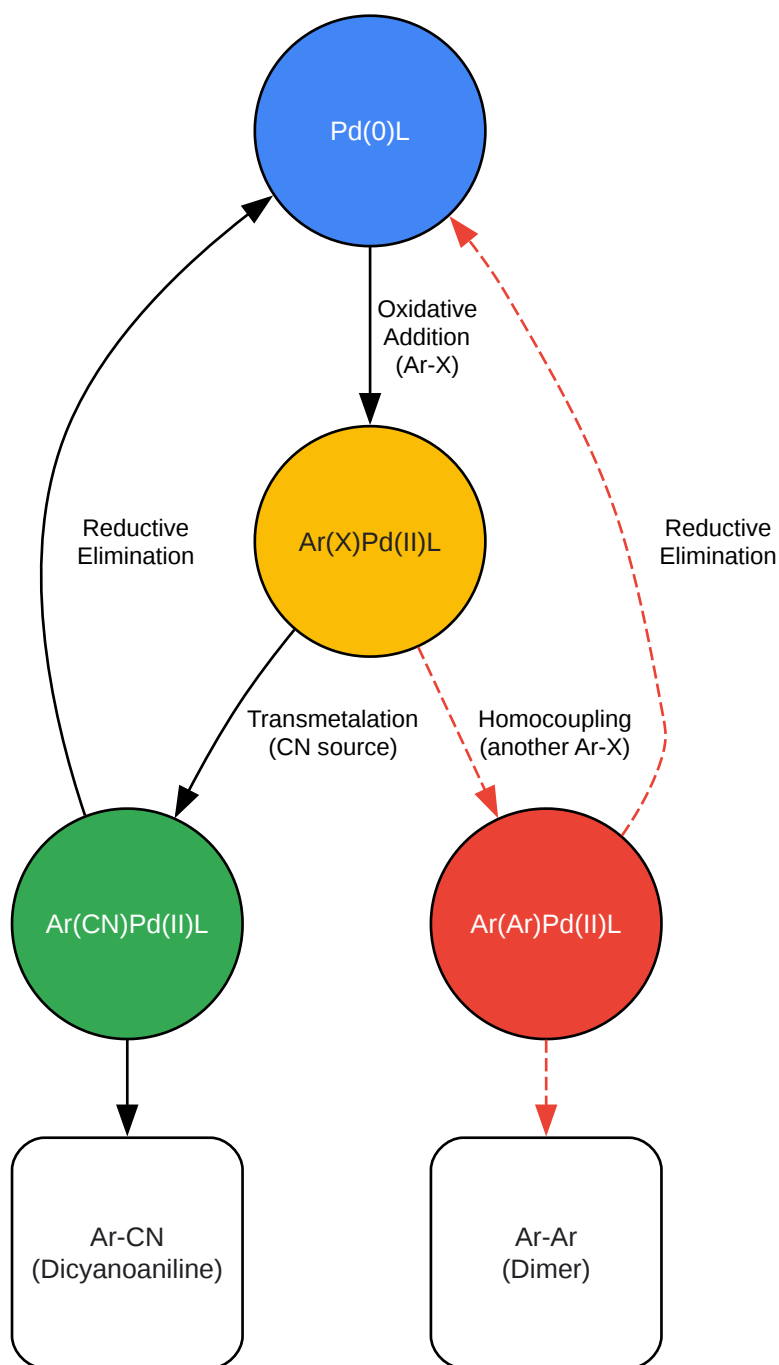 Pd(0)L
Oxidative
Addition
(Ar-X)
Ar(X)Pd(II)L
Reductive
Elimination
Reductive
Elimination
Transmetalation
(CN source)
Homocoupling
(another Ar-X)
Ar(CN)Pd(II)L
Ar(Ar)Pd(II)L
Ar-CN
(Dicyanoaniline)
Ar-Ar
(Dimer)